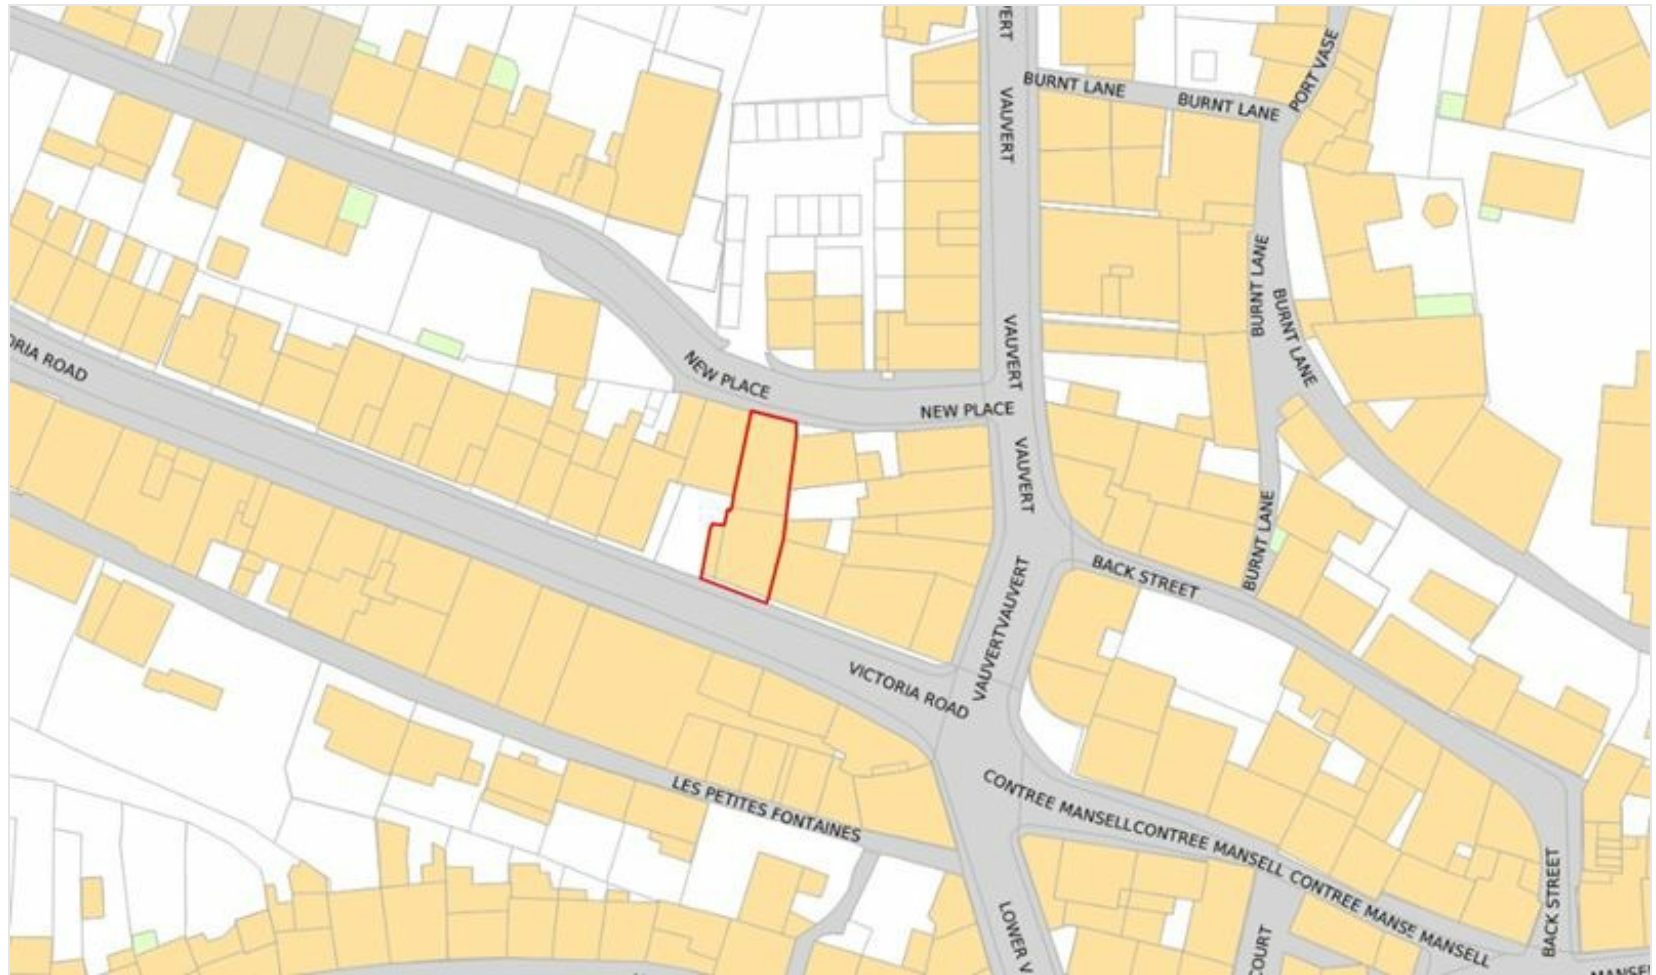 VERT
VAUVERT
BURNT LANE
BURNT LANE
PORT VASE
BURNT LANE
BURNT LANE
VAUVERT
ORIA ROAD
NEW PLACE
NEW PLACE
VAUVERT
BURNT LANE
BACK STREET
VAUVERTVAUVERT
VICTORIA ROAD
LES PETITES FONTAINES
CONTREE MANSELLCONTREE MANSELL CONTREE MANSE MANSELL
BACK STREET
LOWER V
COURT
MANSEL